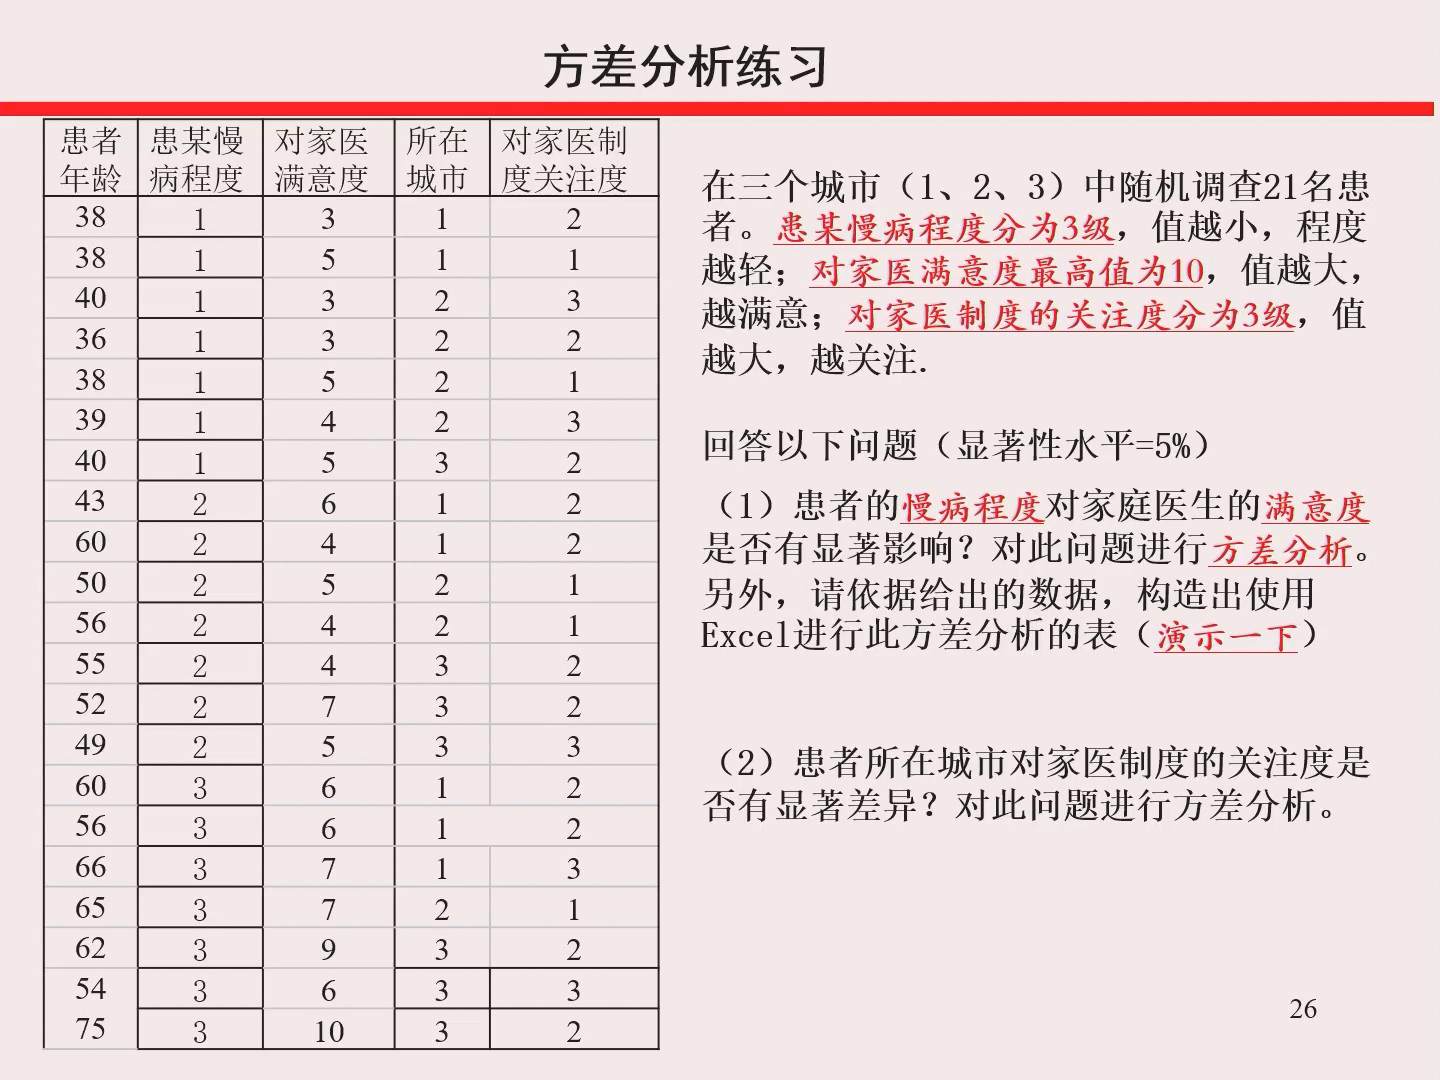 方差分析练习
患者年龄 患某慢病程度 对家医满意度 所在城市 对家医制度关注度
38 1 3 1 2
38 1 5 1 1
40 1 3 2 3
36 1 3 2 2
38 1 5 2 1
39 1 4 2 3
40 1 5 3 2
43 2 6 1 2
60 2 4 1 2
50 2 5 2 1
56 2 4 2 1
55 2 4 3 2
52 2 7 3 2
49 2 5 3 3
60 3 6 1 2
56 3 6 1 2
66 3 7 1 3
65 3 7 2 1
62 3 9 3 2
54 3 6 3 3
75 3 10 3 2
在三个城市（1、2、3）中随机调查21名患
者。患某慢病程度分为3级，值越小，程度
越轻；对家医满意度最高值为10，值越大，
越满意；对家医制度的关注度分为3级，值
越大，越关注.
回答以下问题（显著性水平=5%）
（1）患者的慢病程度对家庭医生的满意度
是否有显著影响？对此问题进行方差分析。
另外，请依据给出的数据，构造出使用
Excel进行此方差分析的表（演示一下）
（2）患者所在城市对家医制度的关注度是
否有显著差异？对此问题进行方差分析。
26